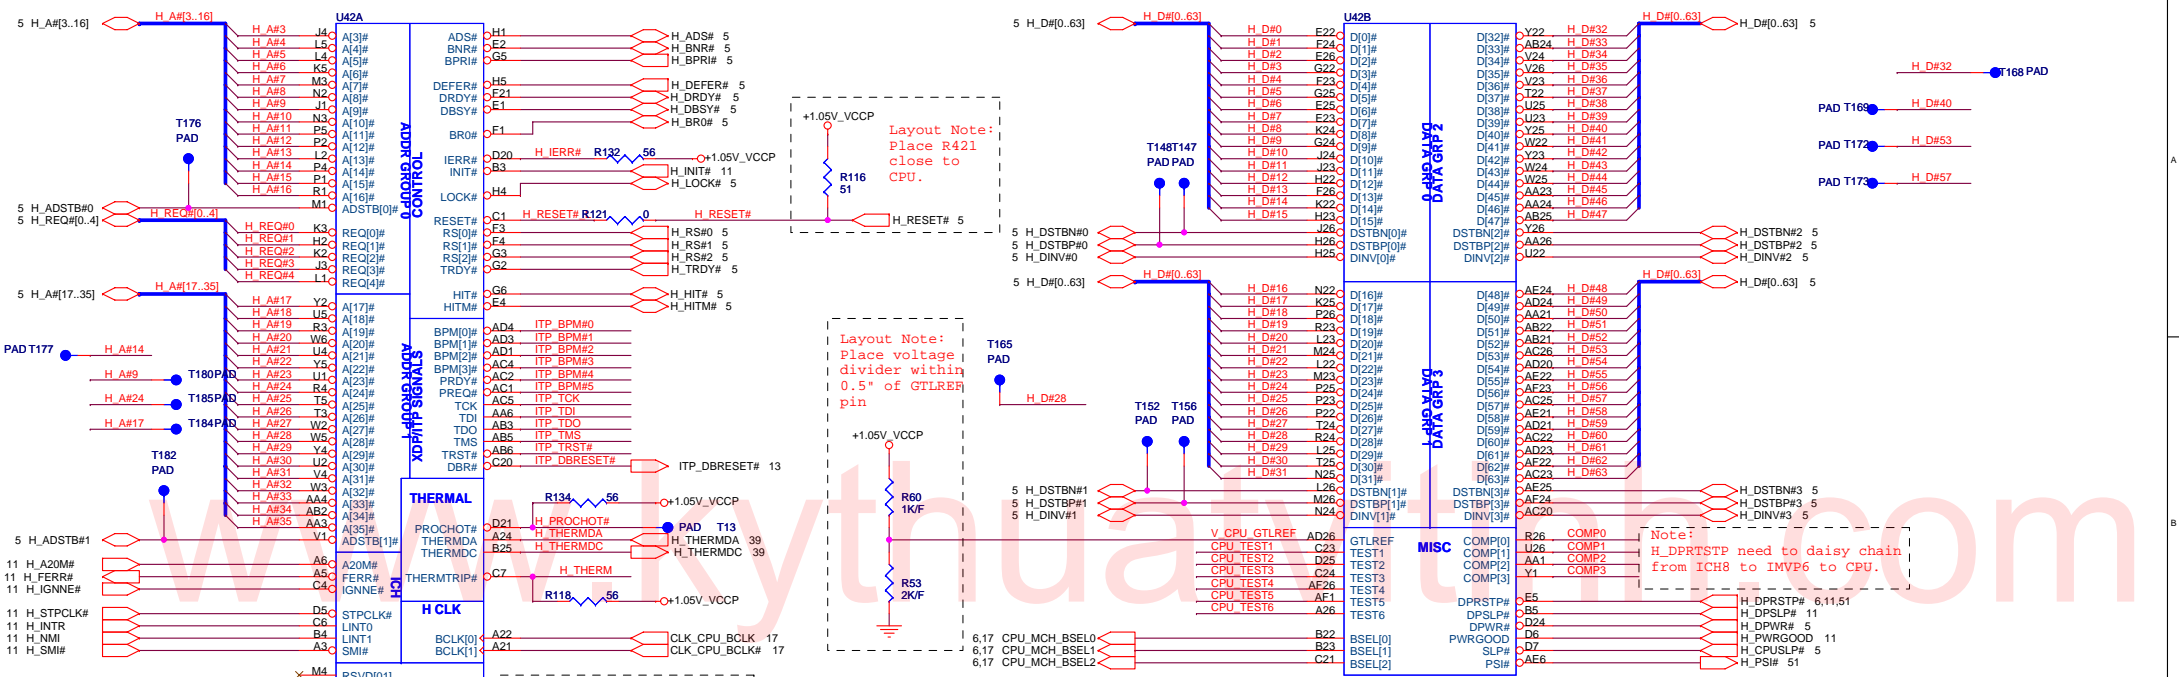 U42A
5 H_A#[3..16]
H_A#[3..16]
H_A#3 J4 A[3]#
H_A#4 L5 A[4]#
H_A#5 L4 A[5]#
H_A#6 K5 A[6]#
H_A#7 M3 A[7]#
H_A#8 N2 A[8]#
H_A#9 J1 A[9]#
H_A#10 N3 A[10]#
H_A#11 P5 A[11]#
H_A#12 P2 A[12]#
H_A#13 L2 A[13]#
H_A#14 P4 A[14]#
H_A#15 P1 A[15]#
H_A#16 R1 A[16]#
5 H_ADSTB#0 M1 ADSTB[0]#
T176
PAD
5 H_REQ#[0..4] H_REQ#[0..4]
H_REQ#0 K3 REQ[0]#
H_REQ#1 H2 REQ[1]#
H_REQ#2 K2 REQ[2]#
H_REQ#3 J3 REQ[3]#
H_REQ#4 L1 REQ[4]#
5 H_A#[17..35] H_A#[17..35]
H_A#17 Y2 A[17]#
H_A#18 U5 A[18]#
H_A#19 R3 A[19]#
H_A#20 W6 A[20]#
H_A#21 U4 A[21]#
H_A#22 Y5 A[22]#
H_A#23 U1 A[23]#
H_A#24 R4 A[24]#
H_A#25 T5 A[25]#
H_A#26 T3 A[26]#
H_A#27 W2 A[27]#
H_A#28 W5 A[28]#
H_A#29 Y4 A[29]#
H_A#30 U2 A[30]#
H_A#31 V4 A[31]#
H_A#32 W3 A[32]#
H_A#33 AA4 A[33]#
H_A#34 AB2 A[34]#
H_A#35 AA3 A[35]#
5 H_ADSTB#1 V1 ADSTB[1]#
PAD T177 H_A#14
H_A#9 T180PAD
H_A#24 T185PAD
H_A#17 T184PAD
T182
PAD
11 H_A20M# A6 A20M#
11 H_FERR# A5 FERR#
11 H_IGNNE# C4 IGNNE#
11 H_STPCLK# D5 STPCLK#
11 H_INTR C6 LINT0
11 H_NMI B4 LINT1
11 H_SMI# A3 SMI#
M4 RSVD[01]
ADDR GROUP 0
CONTROL
ADDR GROUP 1
XDP/ITP SIGNALS
THERMAL
ICH
H CLK
ADS# H1 H_ADS# 5
BNR# E2 H_BNR# 5
BPRI# G5 H_BPRI# 5
DEFER# H5 H_DEFER# 5
DRDY# F21 H_DRDY# 5
DBSY# E1 H_DBSY# 5
BR0# F1 H_BR0# 5
IERR# D20 H_IERR# R132 56 +1.05V_VCCP
INIT# B3 H_INIT# 11
LOCK# H4 H_LOCK# 5
RESET# C1 H_RESET# R121 0 H_RESET#
RS[0]# F3 H_RS#0 5
RS[1]# F4 H_RS#1 5
RS[2]# G3 H_RS#2 5
TRDY# G2 H_TRDY# 5
HIT# G6 H_HIT# 5
HITM# E4 H_HITM# 5
BPM[0]# AD4 ITP_BPM#0
BPM[1]# AD3 ITP_BPM#1
BPM[2]# AD1 ITP_BPM#2
BPM[3]# AC4 ITP_BPM#3
PRDY# AC2 ITP_BPM#4
PREQ# AC1 ITP_BPM#5
TCK AC5 ITP_TCK
TDI AA6 ITP_TDI
TDO AB3 ITP_TDO
TMS AB5 ITP_TMS
TRST# AB6 ITP_TRST#
DBR# C20 ITP_DBRESET# ITP_DBRESET# 13
R134 56 +1.05V_VCCP
PROCHOT# D21 H_PROCHOT# PAD T13
THERMDA A24 H_THERMDA H_THERMDA 39
THERMDC B25 H_THERMDC H_THERMDC 39
THERMTRIP# C7 H_THERM
R118 56 +1.05V_VCCP
BCLK[0] A22 CLK_CPU_BCLK 17
BCLK[1] A21 CLK_CPU_BCLK# 17
+1.05V_VCCP
Layout Note:
Place R421
close to
CPU.
R116
51
H_RESET# 5
Layout Note:
Place voltage
divider within
0.5" of GTLREF
pin
+1.05V_VCCP
R60
1K/F
R53
2K/F
U42B
5 H_D#[0..63] H_D#[0..63]
H_D#0 E22 D[0]#
H_D#1 F24 D[1]#
H_D#2 E26 D[2]#
H_D#3 G22 D[3]#
H_D#4 F23 D[4]#
H_D#5 G25 D[5]#
H_D#6 E25 D[6]#
H_D#7 E23 D[7]#
H_D#8 K24 D[8]#
H_D#9 G24 D[9]#
H_D#10 J24 D[10]#
H_D#11 J23 D[11]#
H_D#12 H22 D[12]#
H_D#13 F26 D[13]#
H_D#14 K22 D[14]#
H_D#15 H23 D[15]#
5 H_DSTBN#0 J26 DSTBN[0]#
5 H_DSTBP#0 H26 DSTBP[0]#
5 H_DINV#0 H25 DINV[0]#
T148T147
PAD PAD
5 H_D#[0..63] H_D#[0..63]
H_D#16 N22 D[16]#
H_D#17 K25 D[17]#
H_D#18 P26 D[18]#
H_D#19 R23 D[19]#
H_D#20 L23 D[20]#
H_D#21 M24 D[21]#
H_D#22 L22 D[22]#
H_D#23 M23 D[23]#
H_D#24 P25 D[24]#
H_D#25 P23 D[25]#
H_D#26 P22 D[26]#
H_D#27 T24 D[27]#
H_D#28 R24 D[28]#
H_D#29 L25 D[29]#
H_D#30 T25 D[30]#
H_D#31 N25 D[31]#
5 H_DSTBN#1 L26 DSTBN[1]#
5 H_DSTBP#1 M26 DSTBP[1]#
5 H_DINV#1 N24 DINV[1]#
T165
PAD
H_D#28
T152 T156
PAD PAD
V_CPU_GTLREF AD26 GTLREF
CPU_TEST1 C23 TEST1
CPU_TEST2 D25 TEST2
CPU_TEST3 C24 TEST3
CPU_TEST4 AF26 TEST4
CPU_TEST5 AF1 TEST5
CPU_TEST6 A26 TEST6
6,17 CPU_MCH_BSEL0 B22 BSEL[0]
6,17 CPU_MCH_BSEL1 B23 BSEL[1]
6,17 CPU_MCH_BSEL2 C21 BSEL[2]
DATA GRP 0
DATA GRP 2
DATA GRP 1
DATA GRP 3
MISC
H_D#[0..63] H_D#[0..63] 5
D[32]# Y22 H_D#32
D[33]# AB24 H_D#33
D[34]# V24 H_D#34
D[35]# V26 H_D#35
D[36]# V23 H_D#36
D[37]# T22 H_D#37
D[38]# U25 H_D#38
D[39]# U23 H_D#39
D[40]# Y25 H_D#40
D[41]# W22 H_D#41
D[42]# Y23 H_D#42
D[43]# W24 H_D#43
D[44]# W25 H_D#44
D[45]# AA23 H_D#45
D[46]# AA24 H_D#46
D[47]# AB25 H_D#47
DSTBN[2]# Y26 H_DSTBN#2 5
DSTBP[2]# AA26 H_DSTBP#2 5
DINV[2]# U22 H_DINV#2 5
H_D#[0..63] H_D#[0..63] 5
D[48]# AE24 H_D#48
D[49]# AD24 H_D#49
D[50]# AA21 H_D#50
D[51]# AB22 H_D#51
D[52]# AB21 H_D#52
D[53]# AC26 H_D#53
D[54]# AD20 H_D#54
D[55]# AE22 H_D#55
D[56]# AF23 H_D#56
D[57]# AC25 H_D#57
D[58]# AE21 H_D#58
D[59]# AD21 H_D#59
D[60]# AC22 H_D#60
D[61]# AD23 H_D#61
D[62]# AF22 H_D#62
D[63]# AC23 H_D#63
DSTBN[3]# AE25 H_DSTBN#3 5
DSTBP[3]# AF24 H_DSTBP#3 5
DINV[3]# AC20 H_DINV#3 5
COMP[0] R26 COMP0
COMP[1] U26 COMP1
COMP[2] AA1 COMP2
COMP[3] Y1 COMP3
DPRSTP# E5 H_DPRSTP# 6,11,51
DPSLP# B5 H_DPSLP# 11
DPWR# D24 H_DPWR# 5
PWRGOOD D6 H_PWRGOOD 11
SLP# D7 H_CPUSLP# 5
PSI# AE6 H_PSI# 51
Note:
H_DPRTSTP need to daisy chain
from ICH8 to IMVP6 to CPU.
H_D#32 T168 PAD
PAD T169 H_D#40
PAD T172 H_D#53
PAD T173 H_D#57
A
B
www.kythuatvitinh.com